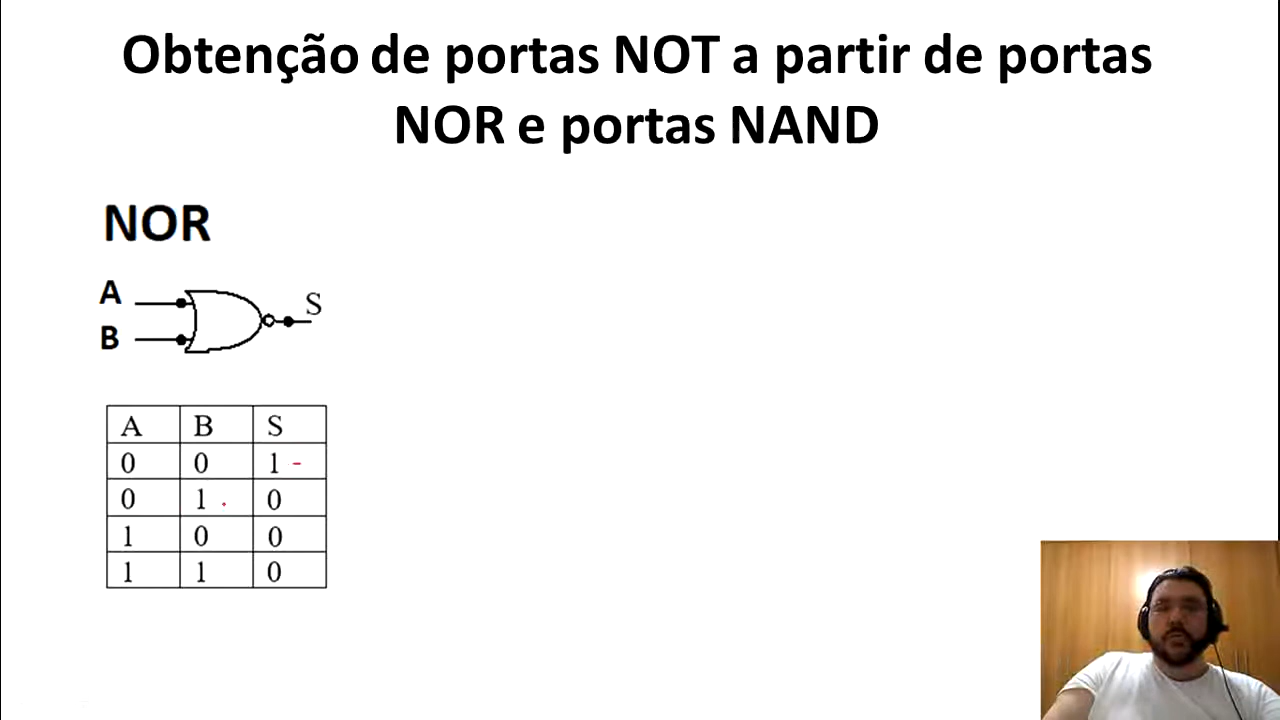 Obtenção de portas NOT a partir de portas
NOR e portas NAND
NOR
A
S
B
A B S
0 0 1
0 1 0
1 0 0
1 1 0